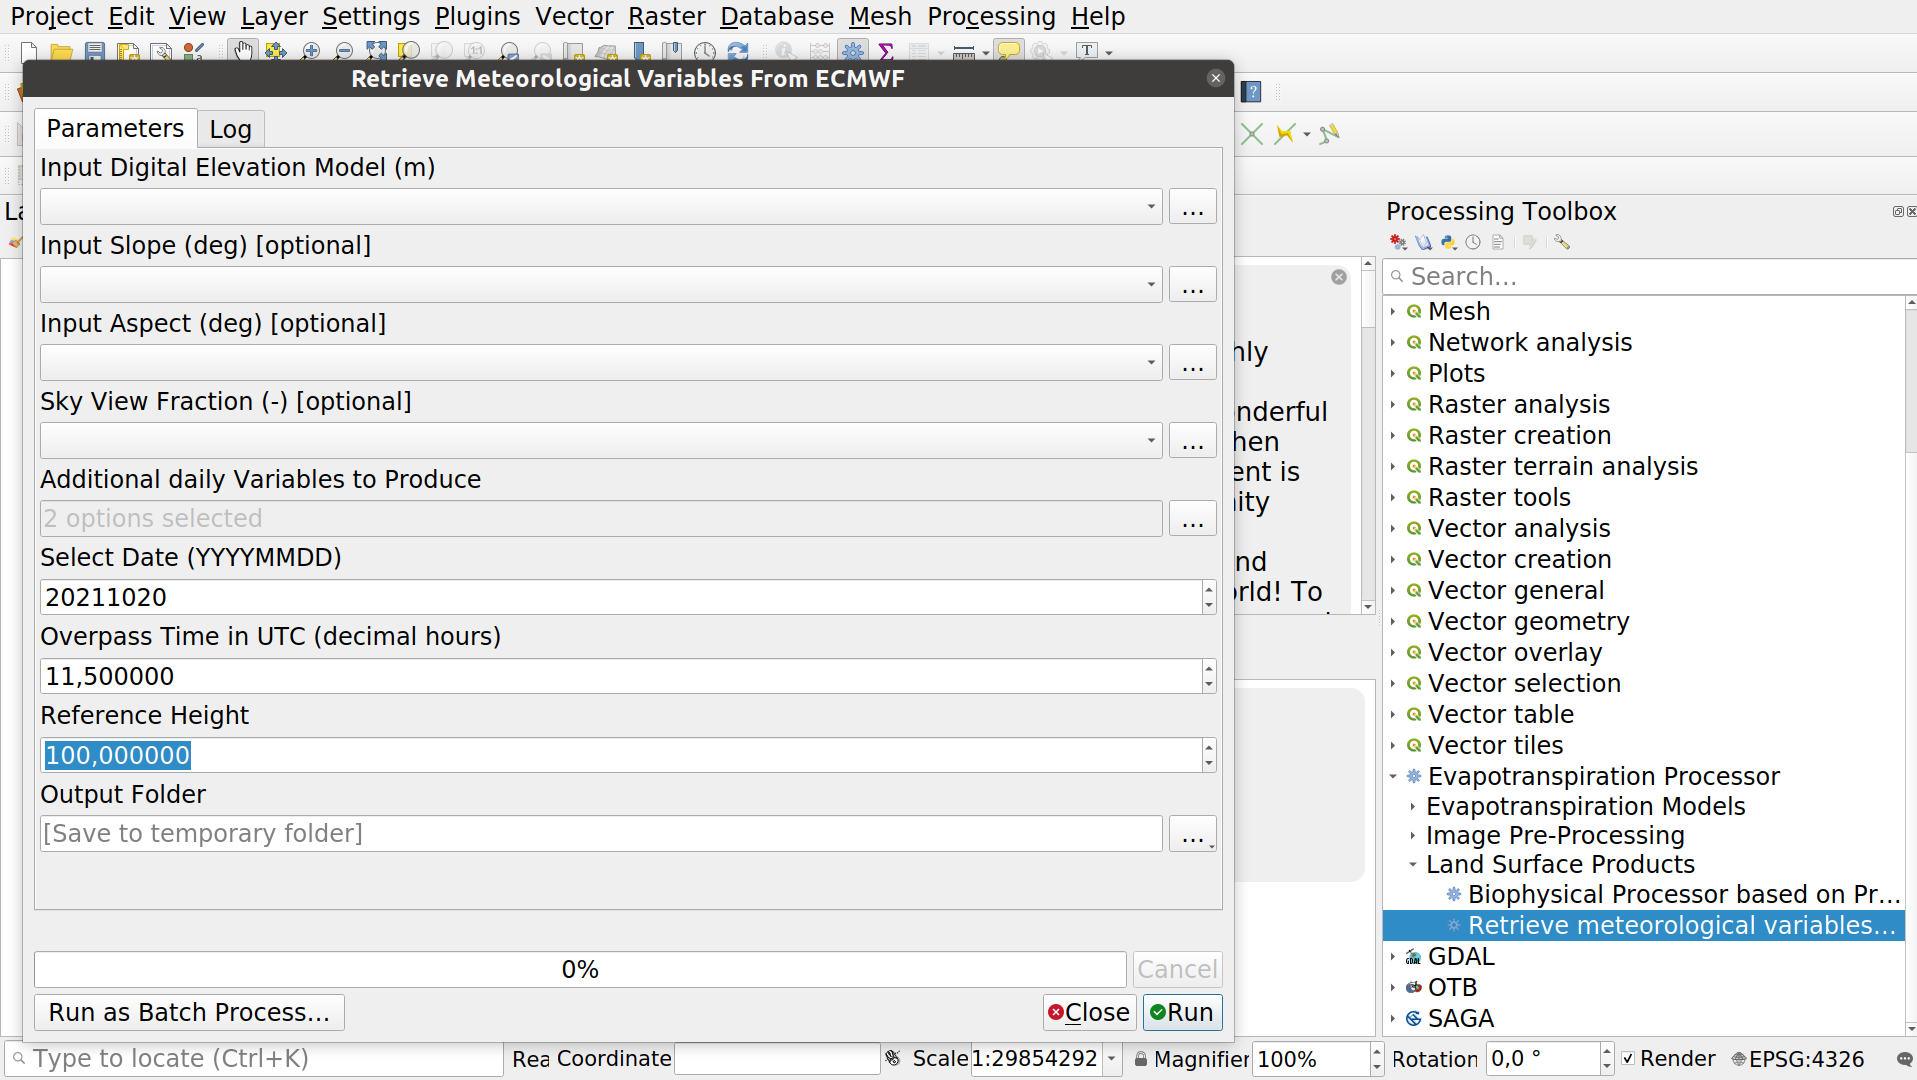 Project Edit View Layer Settings Plugins Vector Raster Database Mesh Processing Help
Retrieve Meteorological Variables From ECMWF
Parameters Log
Input Digital Elevation Model (m)
...
Input Slope (deg) [optional]
...
Input Aspect (deg) [optional]
...
Sky View Fraction (-) [optional]
...
Additional daily Variables to Produce
2 options selected
...
Select Date (YYYYMMDD)
20211020
Overpass Time in UTC (decimal hours)
11,500000
Reference Height
100,000000
Output Folder
[Save to temporary folder]
...
0%
Cancel
Run as Batch Process...
Close
Run
hen
ent is
nd
To
Processing Toolbox
Search...
Mesh
Network analysis
Plots
Raster analysis
Raster creation
Raster terrain analysis
Raster tools
Vector analysis
Vector creation
Vector general
Vector geometry
Vector overlay
Vector selection
Vector table
Vector tiles
Evapotranspiration Processor
Evapotranspiration Models
Image Pre-Processing
Land Surface Products
Biophysical Processor based on Pr...
Retrieve meteorological variables...
GDAL
OTB
SAGA
Type to locate (Ctrl+K) Rea Coordinate Scale 1:29854292 Magnifier 100% Rotation 0,0 ° Render EPSG:4326